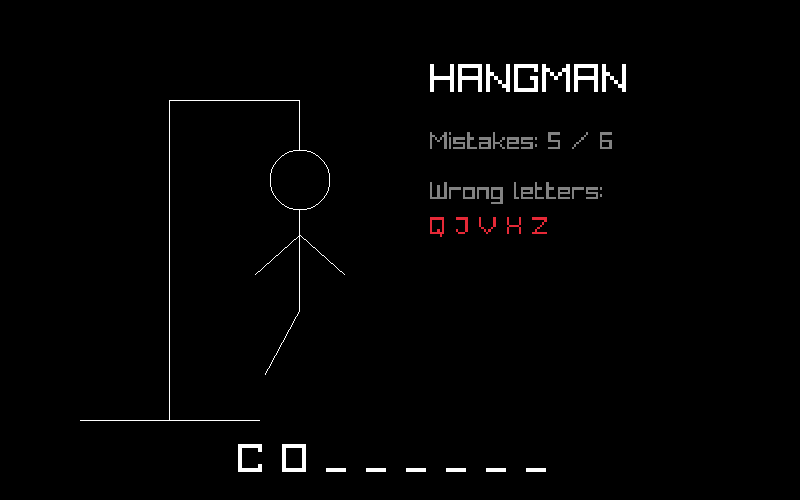 HANGMAN
Mistakes: 5 / 6
Wrong letters:
Q J V X Z
C O _ _ _ _ _ _